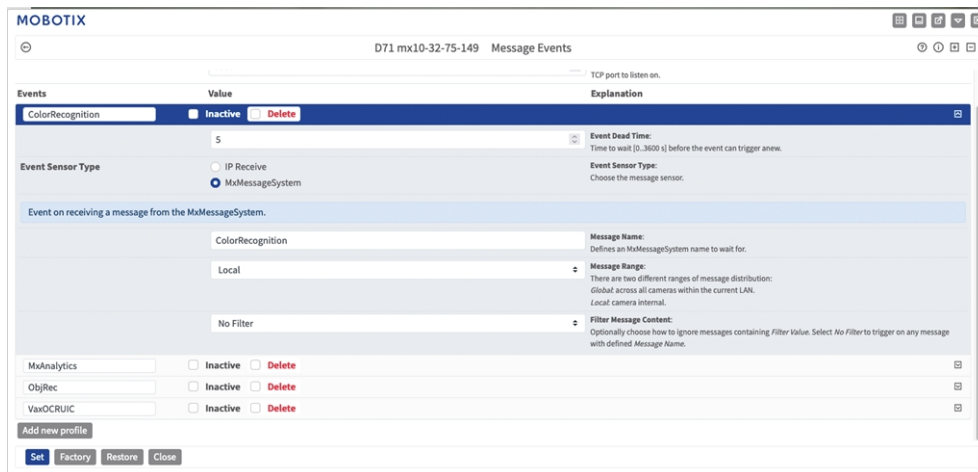 MOBOTIX
D71 mx10-32-75-149 Message Events
TCP port to listen on.
Events Value Explanation
ColorRecognition Inactive Delete
5 Event Dead Time:
Time to wait [0..3600 s] before the event can trigger anew.
Event Sensor Type IP Receive Event Sensor Type:
MxMessageSystem Choose the message sensor.
Event on receiving a message from the MxMessageSystem.
ColorRecognition Message Name:
Defines an MxMessageSystem name to wait for.
Local Message Range:
There are two different ranges of message distribution:
Global: across all cameras within the current LAN.
Local: camera internal.
No Filter Filter Message Content:
Optionally choose how to ignore messages containing Filter Value. Select No Filter to trigger on any message
with defined Message Name.
MxAnalytics Inactive Delete
ObjRec Inactive Delete
VaxOCRUIC Inactive Delete
Add new profile
Set Factory Restore Close